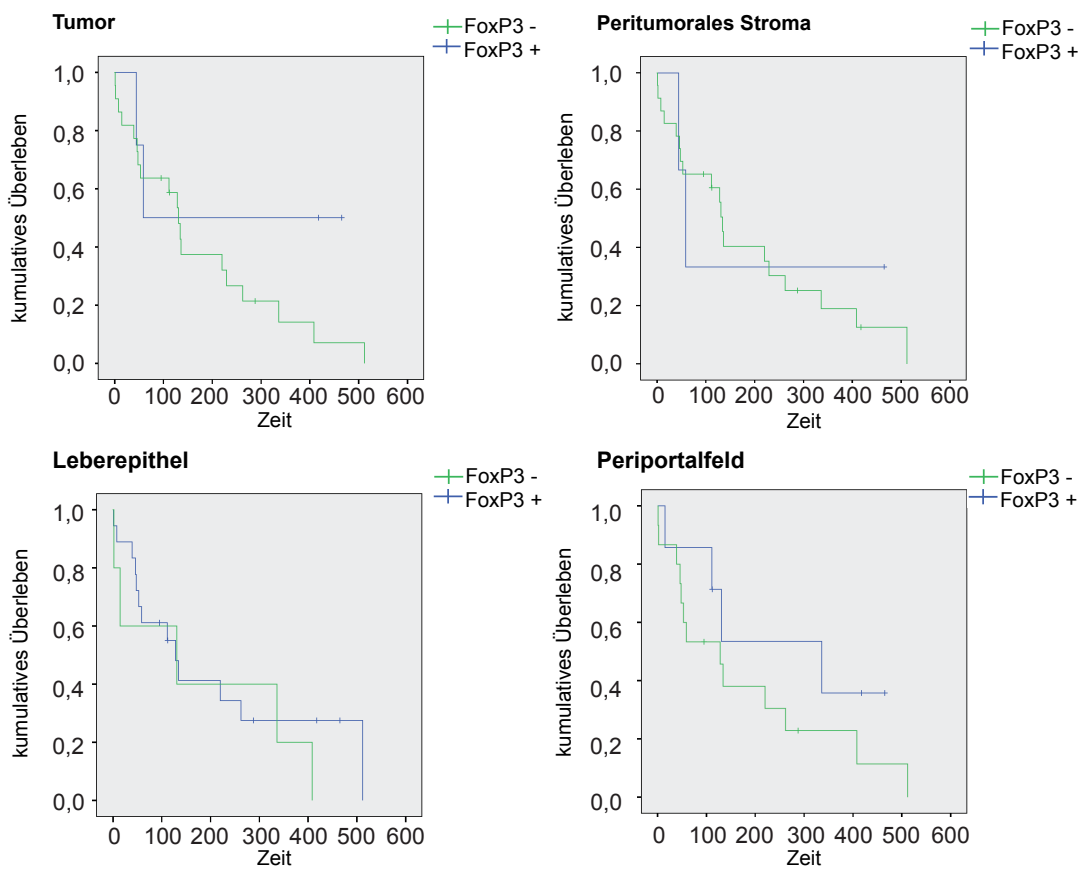 Tumor
FoxP3 -
FoxP3 +
kumulatives Überleben
1,0
0,8
0,6
0,4
0,2
0,0
0 100 200 300 400 500 600
Zeit
Peritumorales Stroma
FoxP3 -
FoxP3 +
kumulatives Überleben
1,0
0,8
0,6
0,4
0,2
0,0
0 100 200 300 400 500 600
Zeit
Leberepithel
FoxP3 -
FoxP3 +
kumulatives Überleben
1,0
0,8
0,6
0,4
0,2
0,0
0 100 200 300 400 500 600
Zeit
Periportalfeld
FoxP3 -
FoxP3 +
kumulatives Überleben
1,0
0,8
0,6
0,4
0,2
0,0
0 100 200 300 400 500 600
Zeit